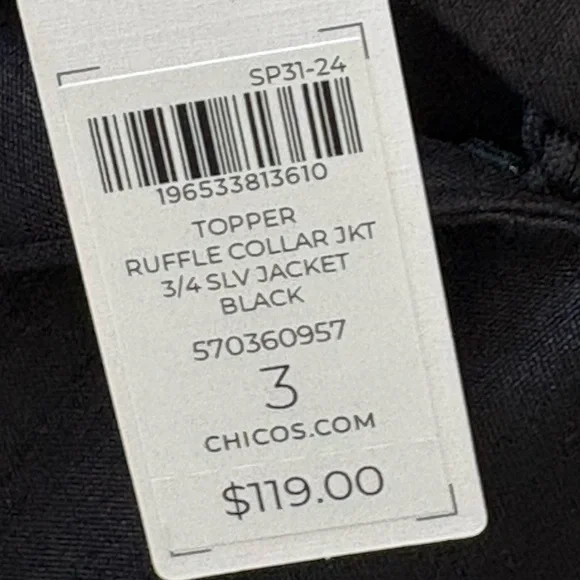 SP31-24
196533813610
TOPPER
RUFFLE COLLAR JKT
3/4 SLV JACKET
BLACK
570360957
3
CHICOS.COM
$119.00